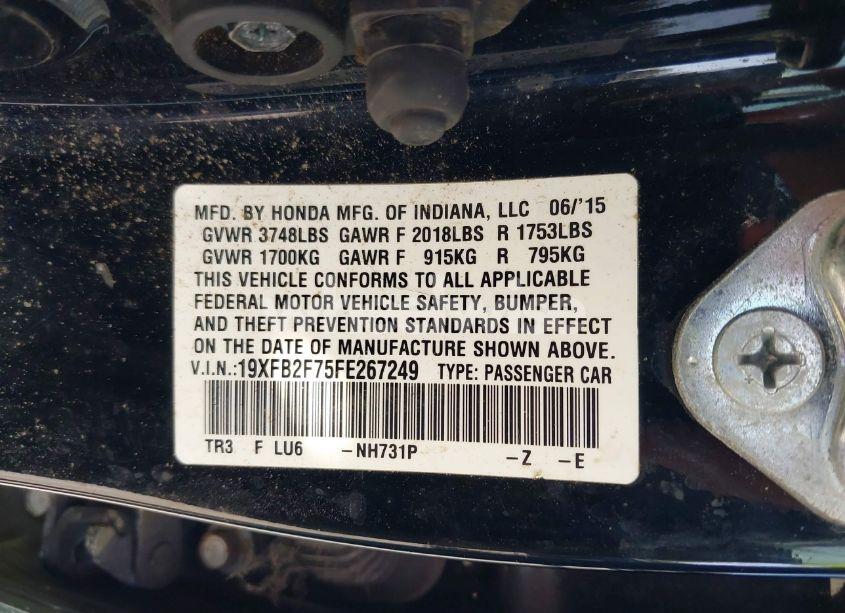 MFD. BY HONDA MFG. OF INDIANA, LLC 06/'15
GVWR 3748LBS GAWR F 2018LBS R 1753LBS
GVWR 1700KG GAWR F 915KG R 795KG
THIS VEHICLE CONFORMS TO ALL APPLICABLE
FEDERAL MOTOR VEHICLE SAFETY, BUMPER,
AND THEFT PREVENTION STANDARDS IN EFFECT
ON THE DATE OF MANUFACTURE SHOWN ABOVE.
V.I.N.:19XFB2F75FE267249 TYPE: PASSENGER CAR
TR3 F LU6 -NH731P -Z -E